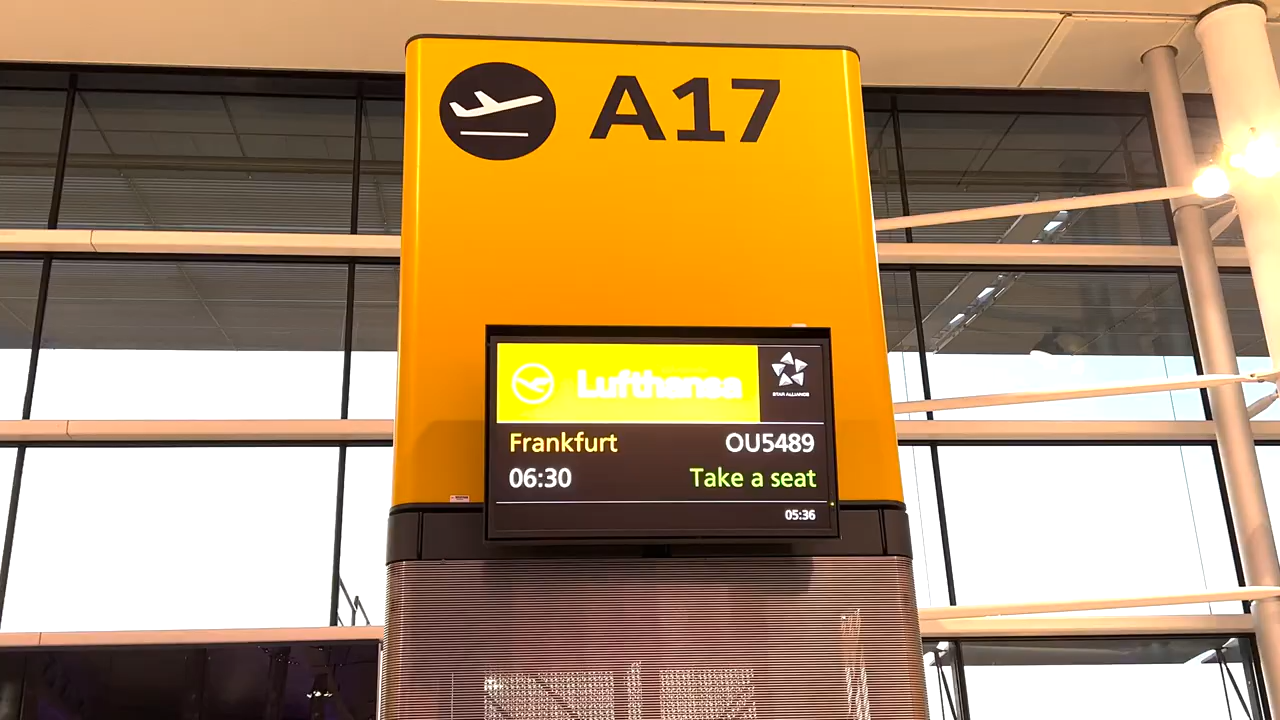 A17
Lufthansa
STAR ALLIANCE
Frankfurt OU5489
06:30 Take a seat
05:36